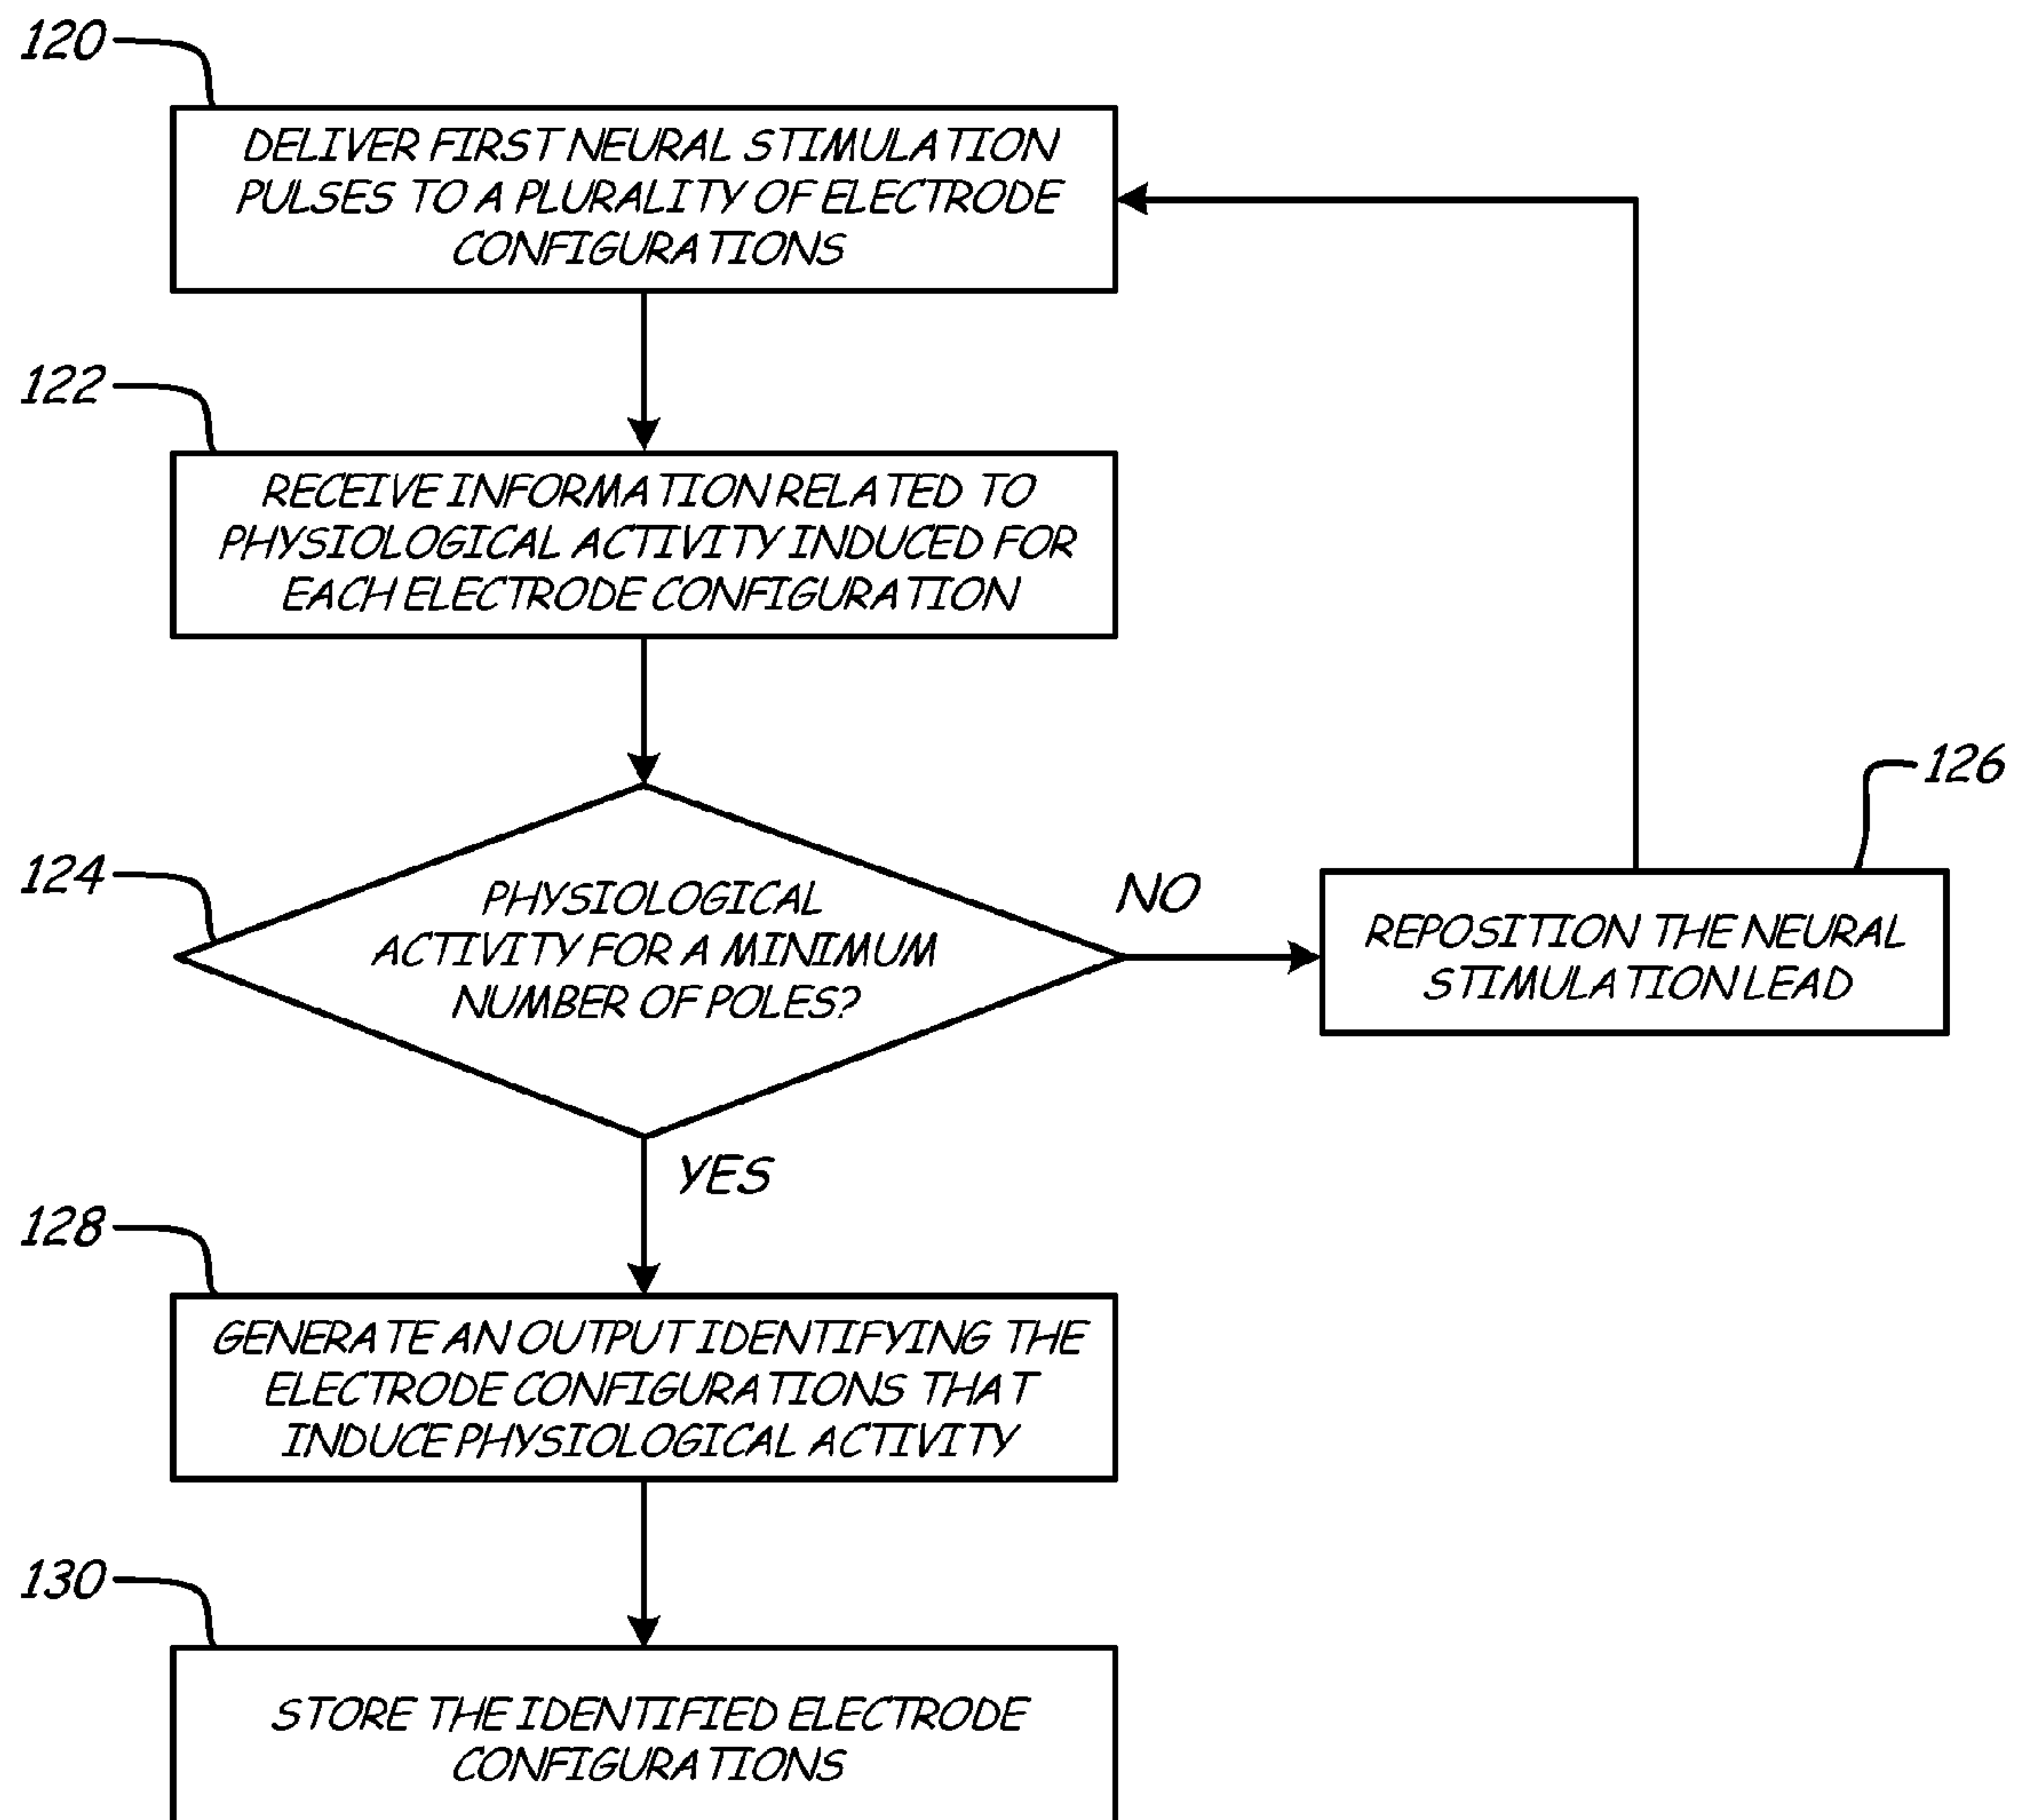 120
DELIVER FIRST NEURAL STIMULATION
PULSES TO A PLURALITY OF ELECTRODE
CONFIGURATIONS
122
RECEIVE INFORMATION RELATED TO
PHYSIOLOGICAL ACTIVITY INDUCED FOR
EACH ELECTRODE CONFIGURATION
124
PHYSIOLOGICAL
ACTIVITY FOR A MINIMUM
NUMBER OF POLES?
NO
126
REPOSITION THE NEURAL
STIMULATION LEAD
YES
128
GENERATE AN OUTPUT IDENTIFYING THE
ELECTRODE CONFIGURATIONS THAT
INDUCE PHYSIOLOGICAL ACTIVITY
130
STORE THE IDENTIFIED ELECTRODE
CONFIGURATIONS